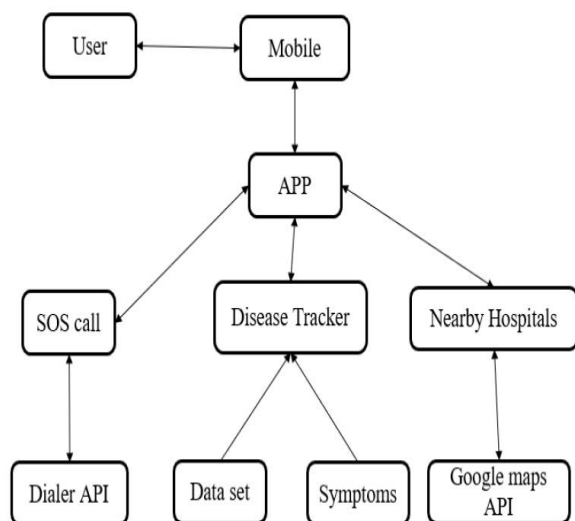 User
Mobile
APP
SOS call
Disease Tracker
Nearby Hospitals
Dialer API
Data set
Symptoms
Google maps
API